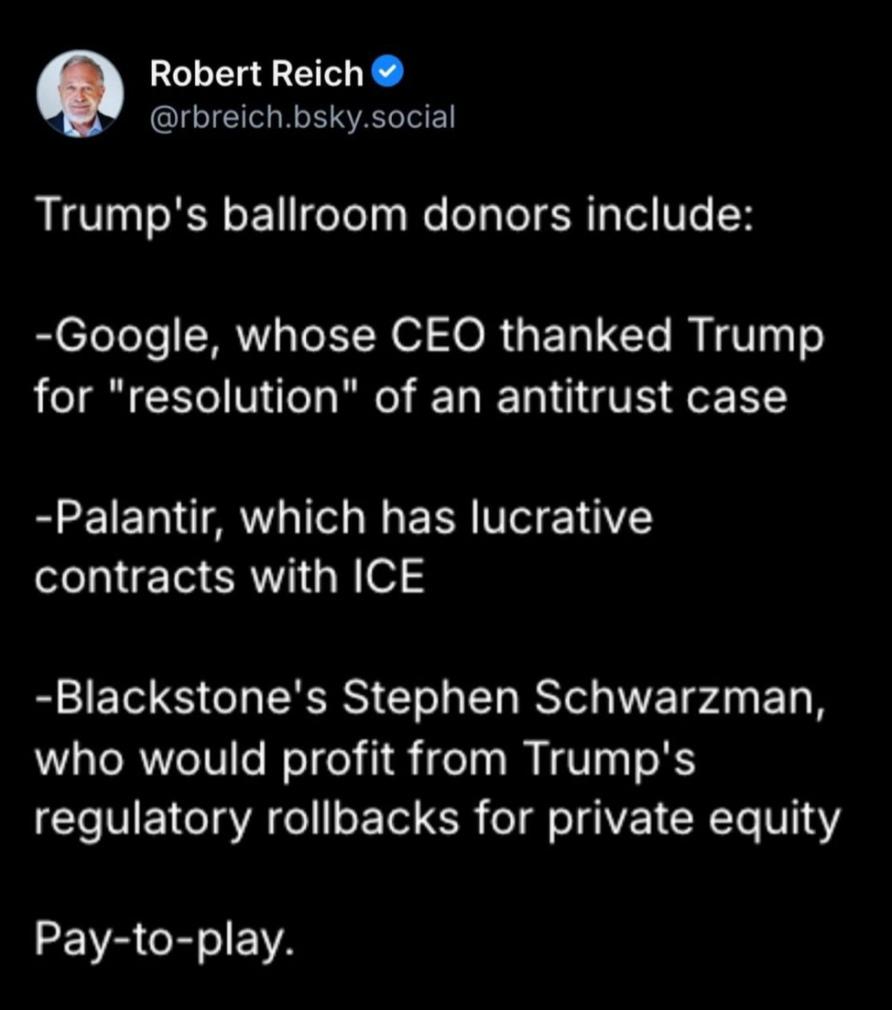 Robert Reich
@rbreich.bsky.social
Trump's ballroom donors include:
-Google, whose CEO thanked Trump
for "resolution" of an antitrust case
-Palantir, which has lucrative
contracts with ICE
-Blackstone's Stephen Schwarzman,
who would profit from Trump's
regulatory rollbacks for private equity
Pay-to-play.